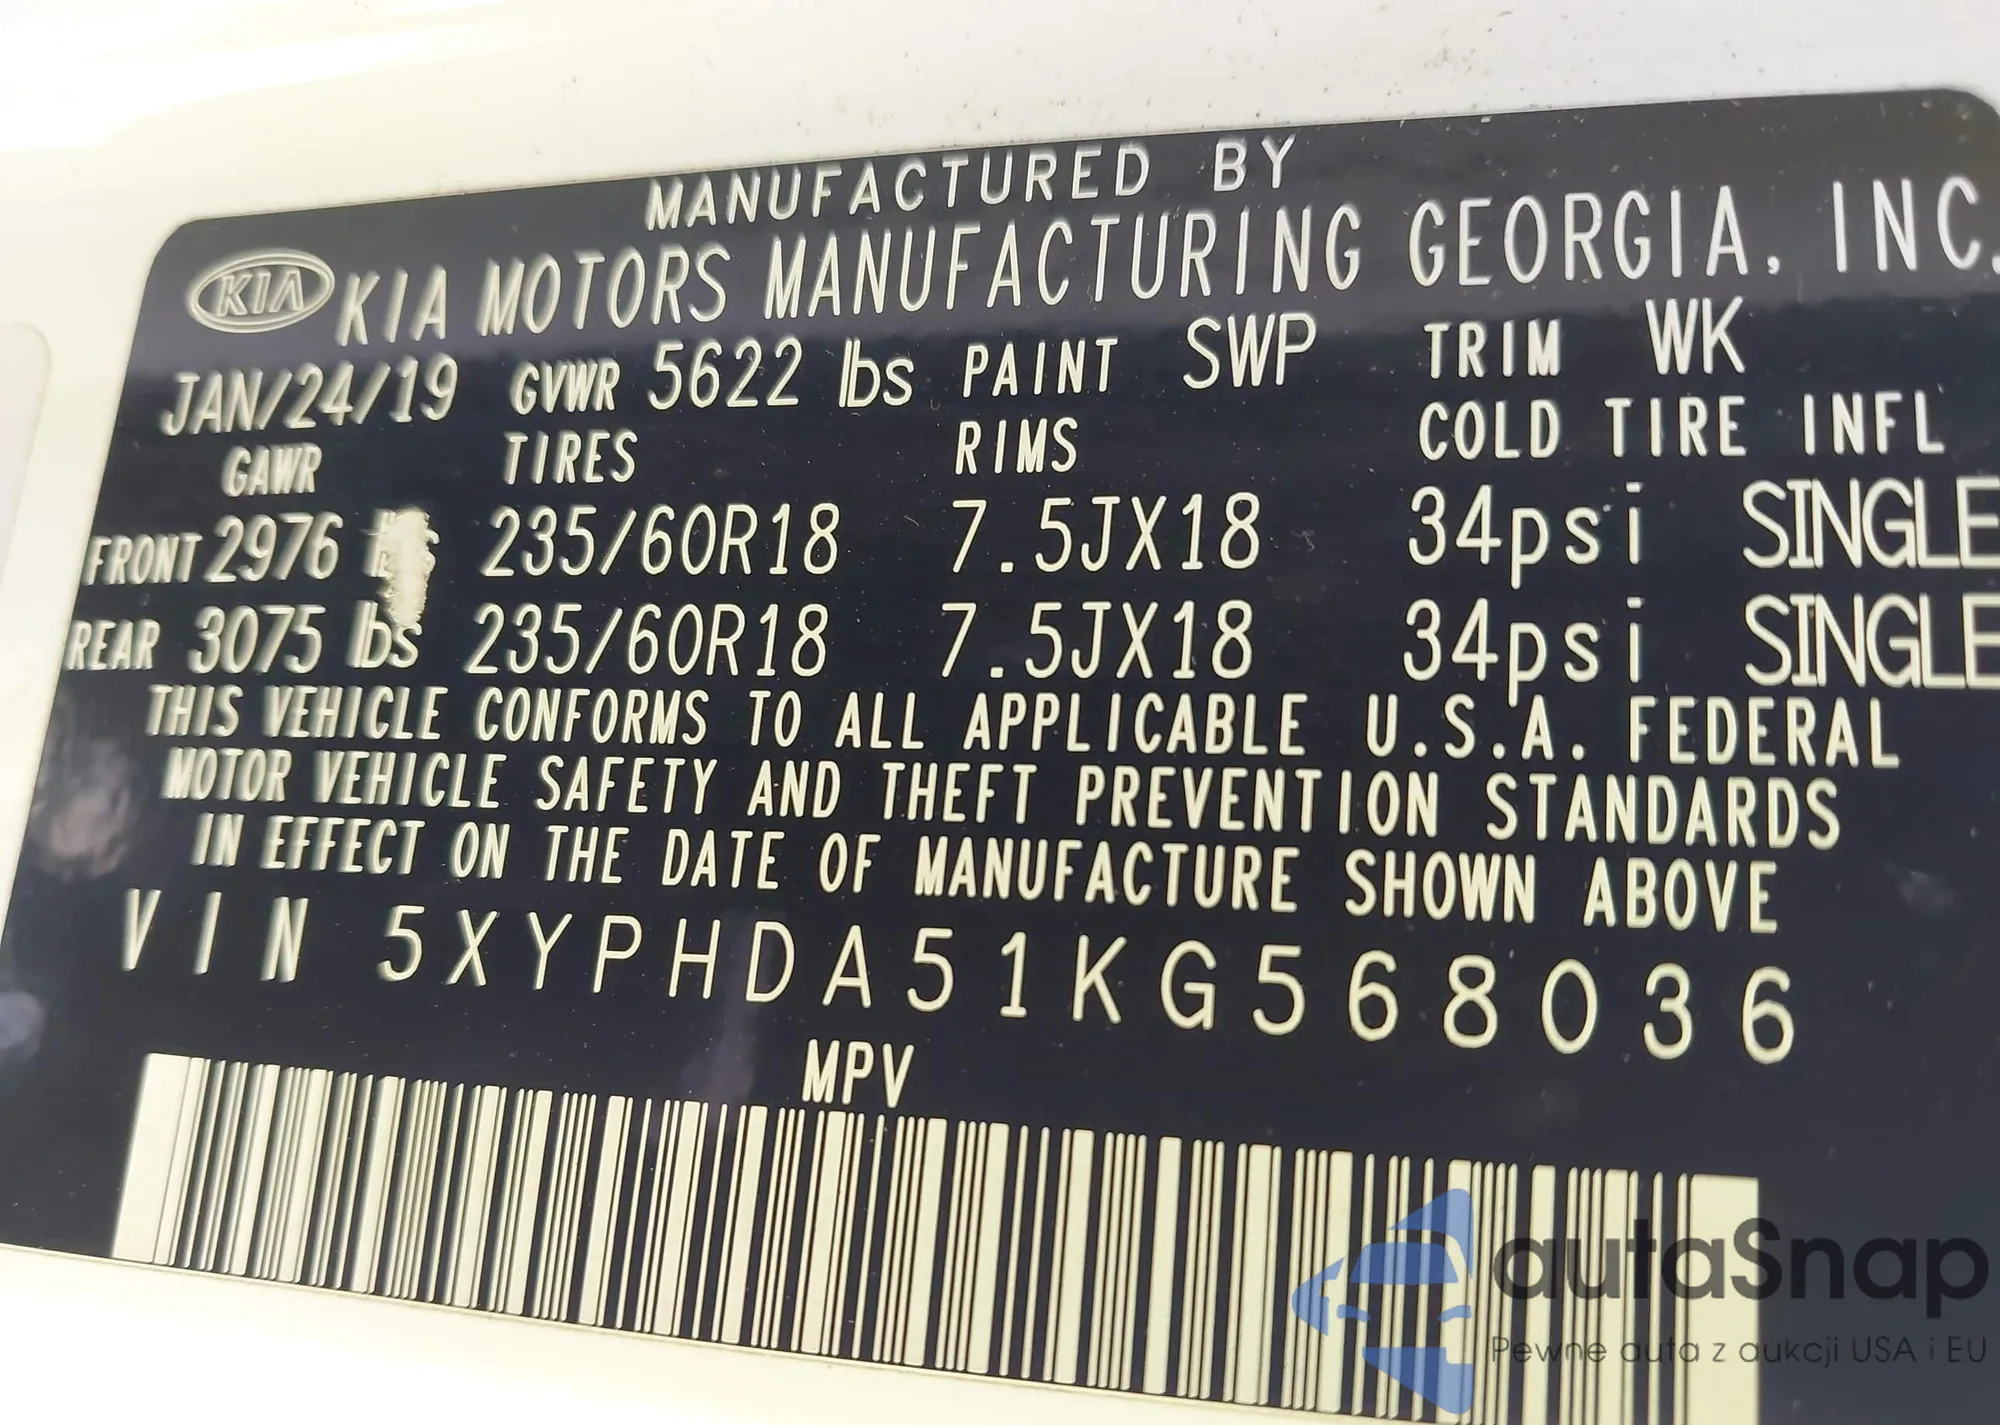 MANUFACTURED BY
KIA KIA MOTORS MANUFACTURING GEORGIA, INC.
JAN/24/19 GVWR 5622 lbs PAINT SWP TRIM WK
GAWR TIRES RIMS COLD TIRE INFL
FRONT 2976 lbs 235/60R18 7.5JX18 34psi SINGLE
REAR 3075 lbs 235/60R18 7.5JX18 34psi SINGLE
THIS VEHICLE CONFORMS TO ALL APPLICABLE U.S.A. FEDERAL
MOTOR VEHICLE SAFETY AND THEFT PREVENTION STANDARDS
IN EFFECT ON THE DATE OF MANUFACTURE SHOWN ABOVE
VIN 5XYPHDA51KG568036
MPV
autaSnap
Pewne auta z aukcji USA i EU